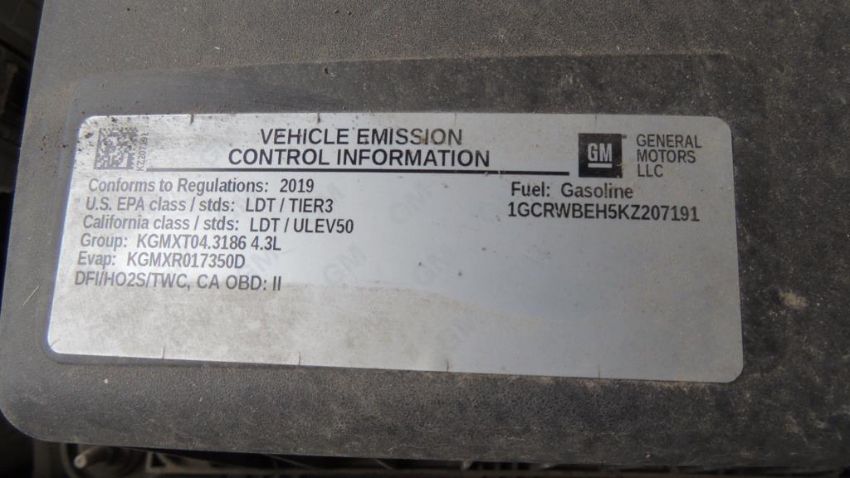 VEHICLE EMISSION
CONTROL INFORMATION
KZ207191
GM
GENERAL
MOTORS
LLC
Conforms to Regulations: 2019
U.S. EPA class / stds: LDT / TIER3
California class / stds: LDT / ULEV50
Group: KGMXT04.3186 4.3L
Evap: KGMXR017350D
DFI/HO2S/TWC, CA OBD: II
Fuel: Gasoline
1GCRWBEH5KZ207191